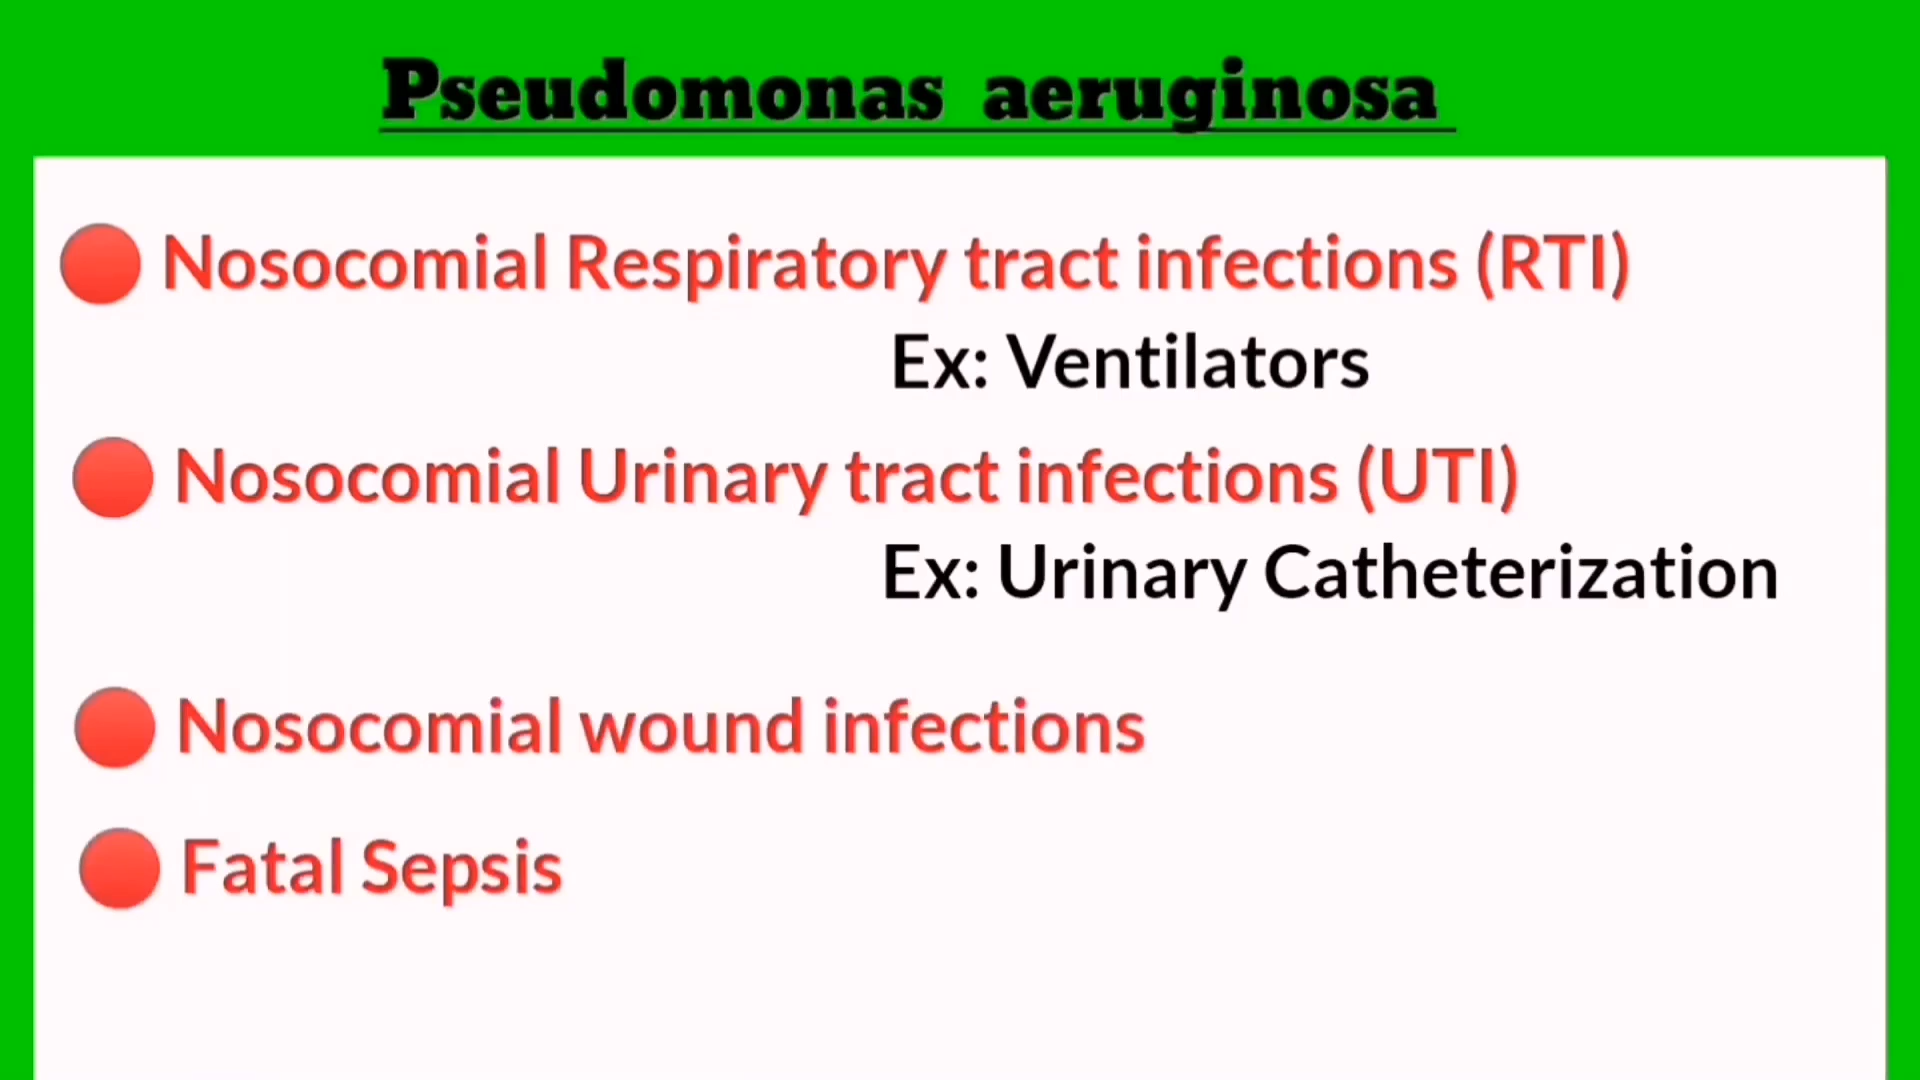 Pseudomonas aeruginosa
Nosocomial Respiratory tract infections (RTI)
Ex: Ventilators
Nosocomial Urinary tract infections (UTI)
Ex: Urinary Catheterization
Nosocomial wound infections
Fatal Sepsis